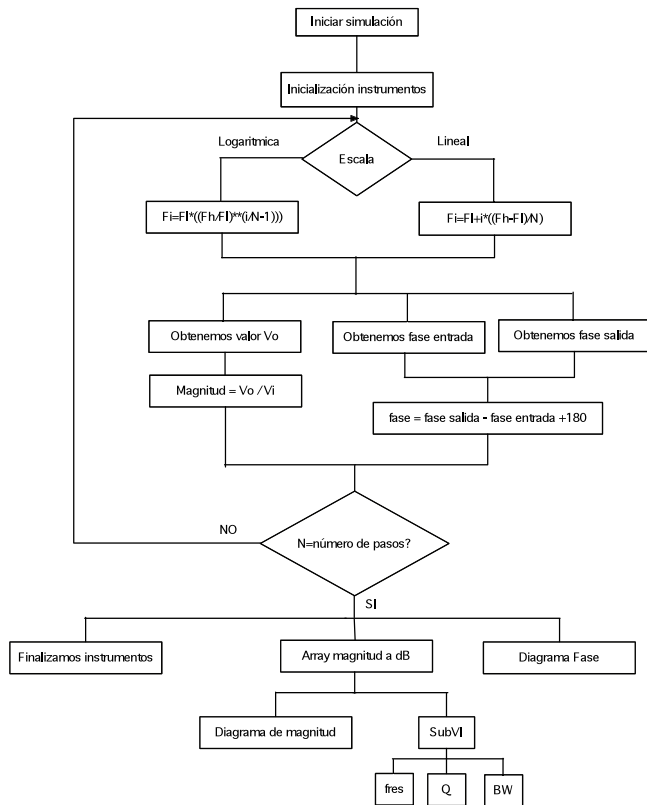 Iniciar simulación
Inicialización instrumentos
Logaritmica
Lineal
Escala
Fi=Fl*((Fh/Fl)**(i/N-1)))
Fi=Fl+i*((Fh-Fl)/N)
Obtenemos valor Vo
Obtenemos fase entrada
Obtenemos fase salida
Magnitud = Vo / Vi
fase = fase salida - fase entrada +180
NO
N=número de pasos?
SI
Finalizamos instrumentos
Array magnitud a dB
Diagrama Fase
Diagrama de magnitud
SubVI
fres
Q
BW